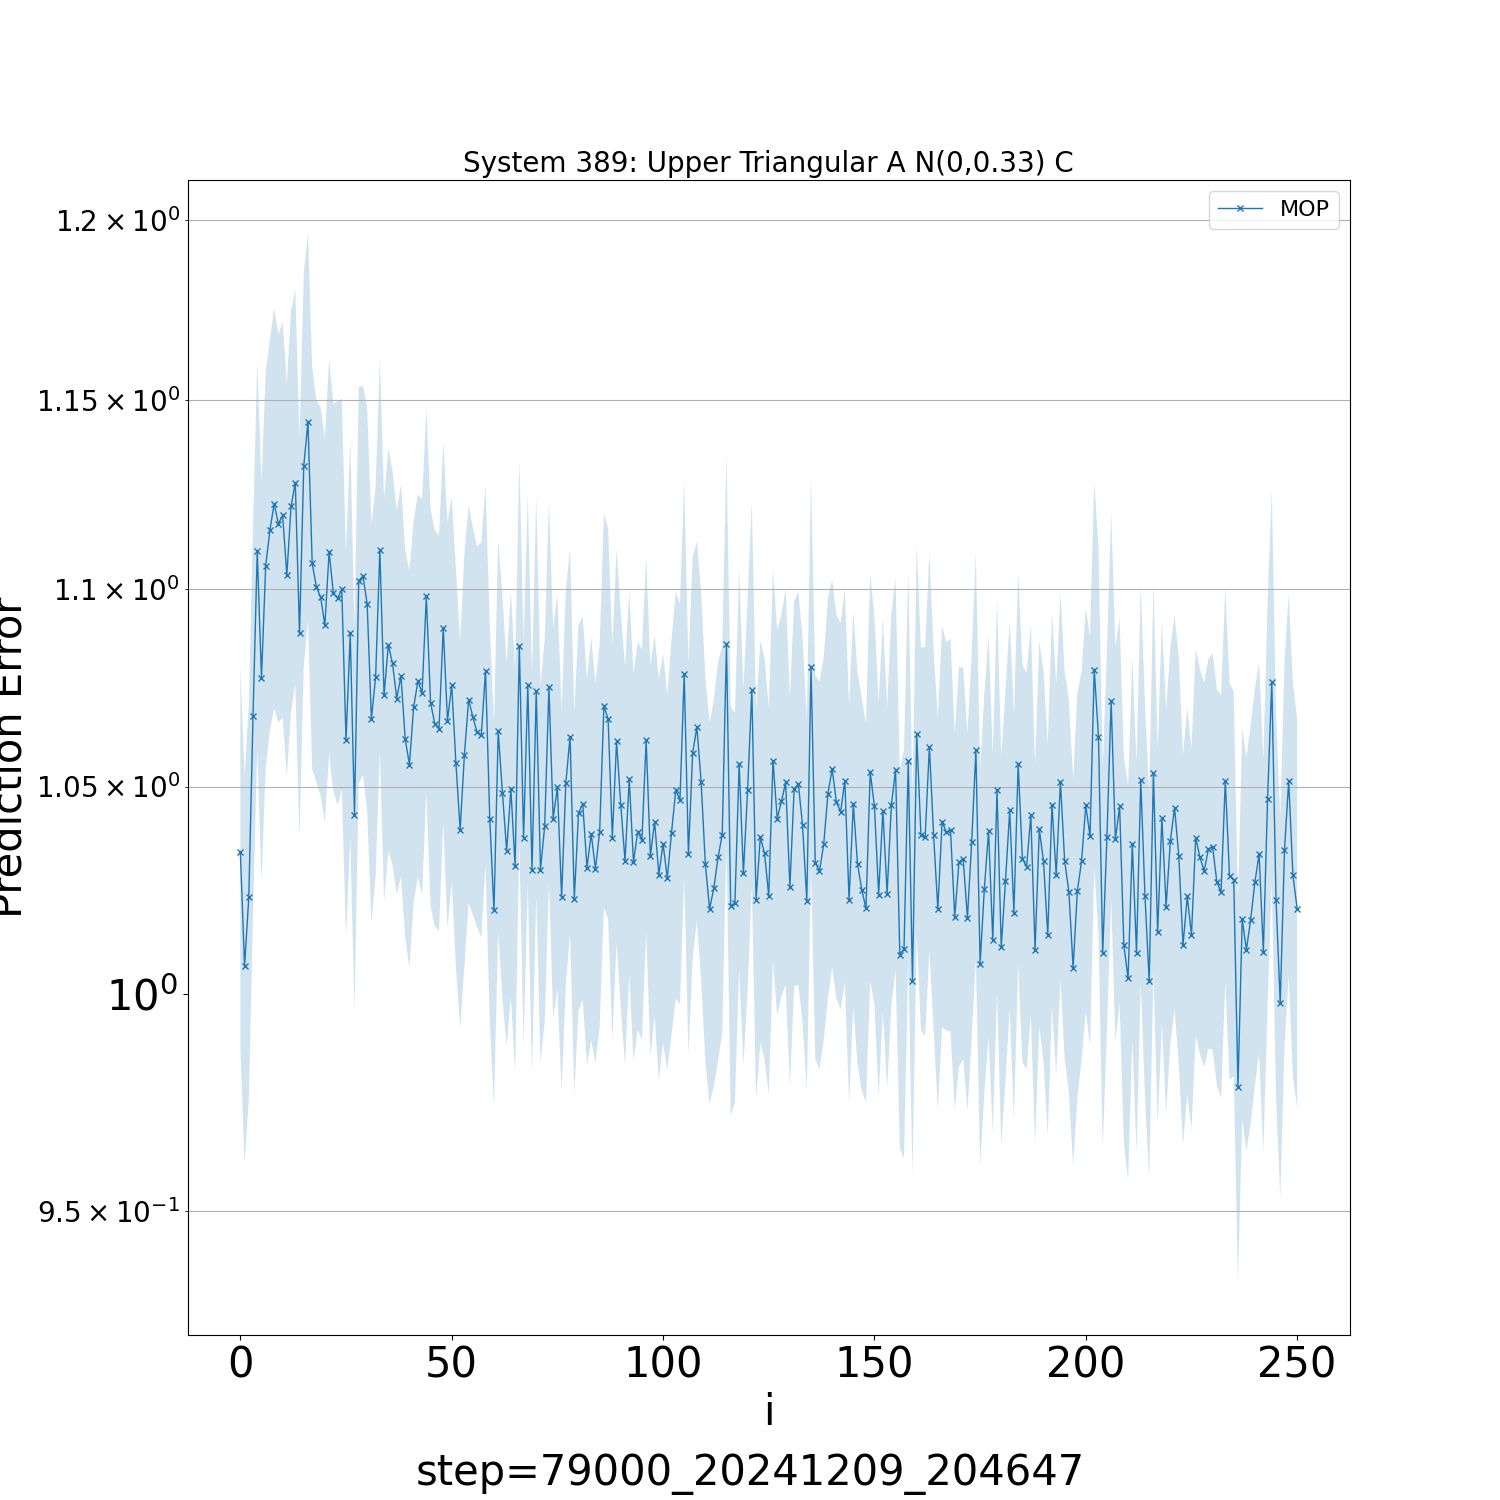 System 389: Upper Triangular A N(0,0.33) C
MOP
1.2 × 10⁰
1.15 × 10⁰
1.1 × 10⁰
1.05 × 10⁰
10⁰
9.5 × 10⁻¹
Prediction Error
0 50 100 150 200 250
i
step=79000_20241209_204647